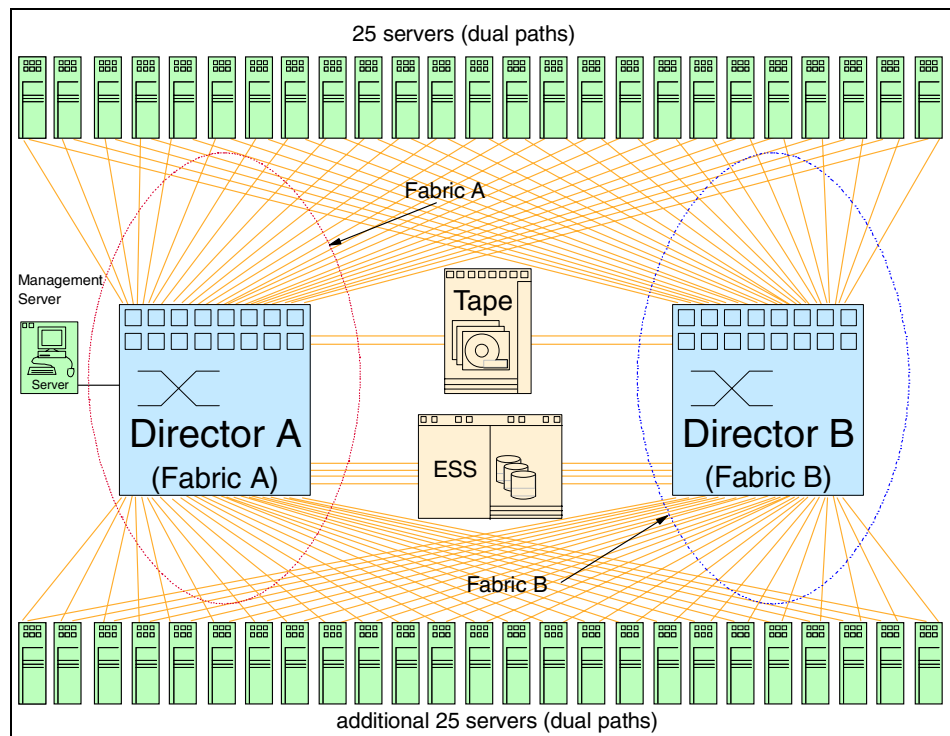 25 servers (dual paths)
Fabric A
Management
Server
Tape
Server
Director A
(Fabric A)
Director B
(Fabric B)
ESS
Fabric B
additional 25 servers (dual paths)